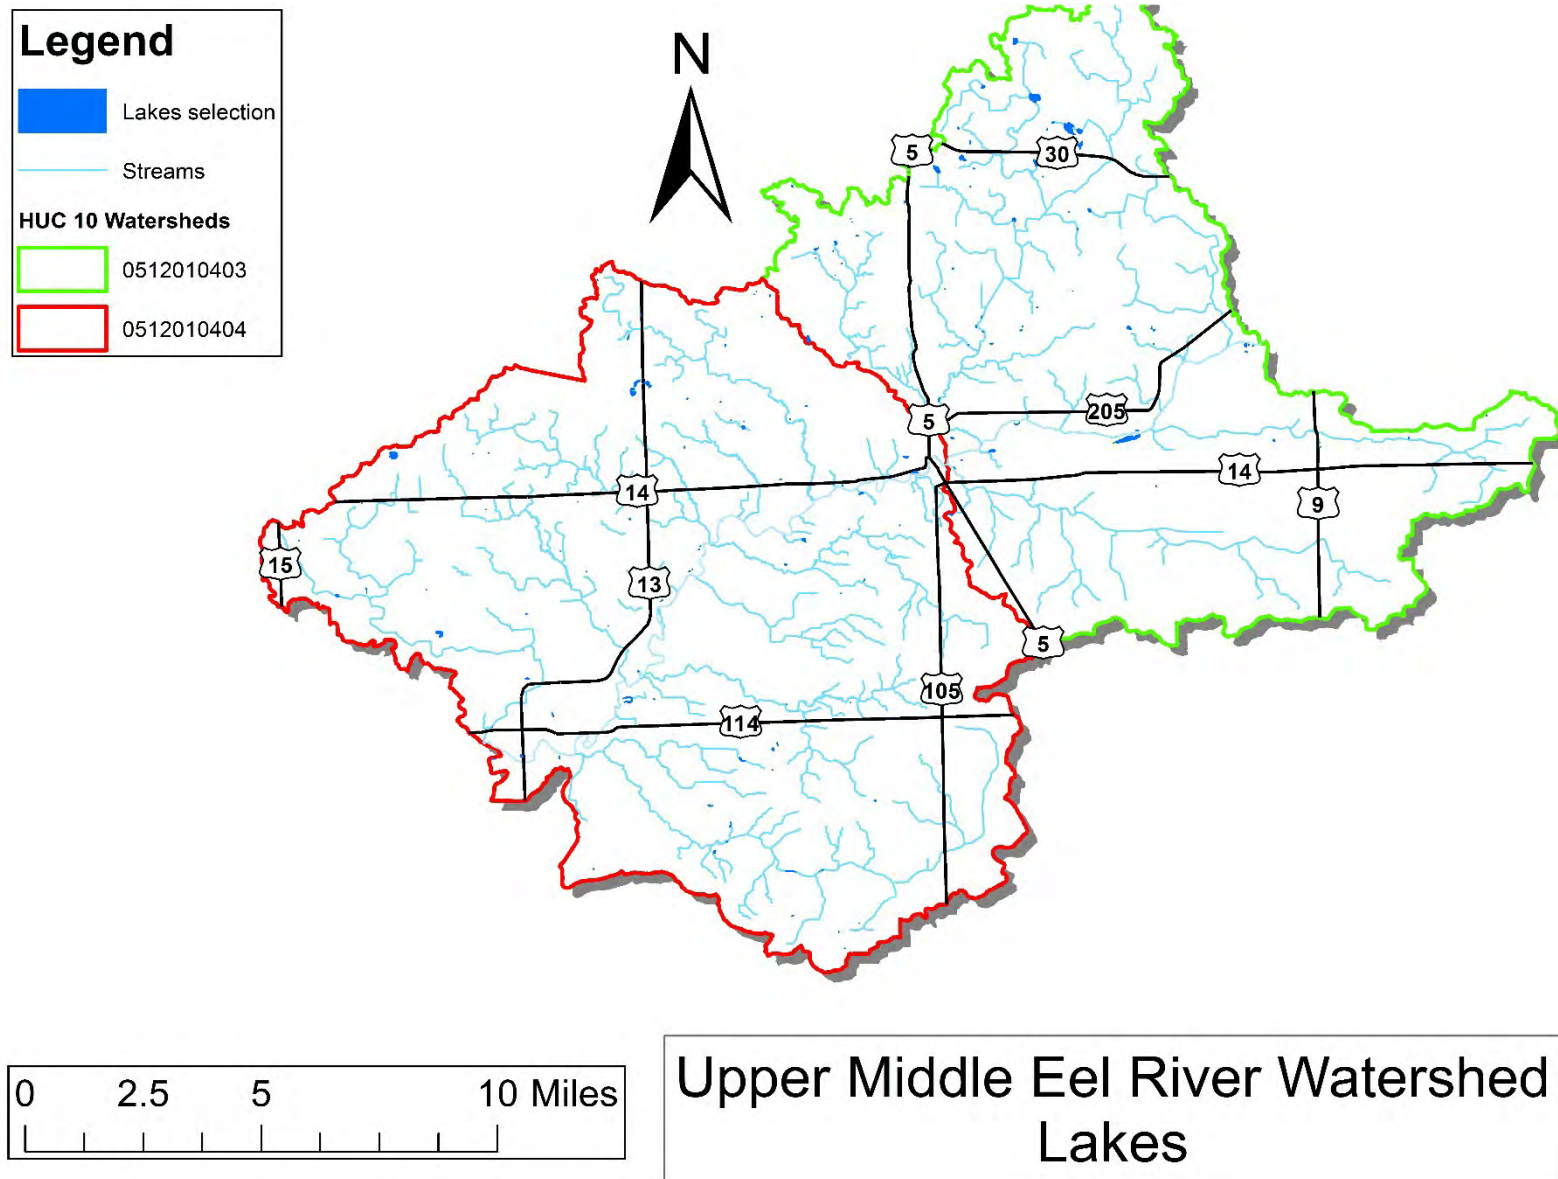 Legend
Lakes selection
Streams
HUC 10 Watersheds
0512010403
0512010404
N
5
30
205
5
14
9
14
15
13
5
105
114
0 2.5 5 10 Miles
Upper Middle Eel River Watershed
Lakes